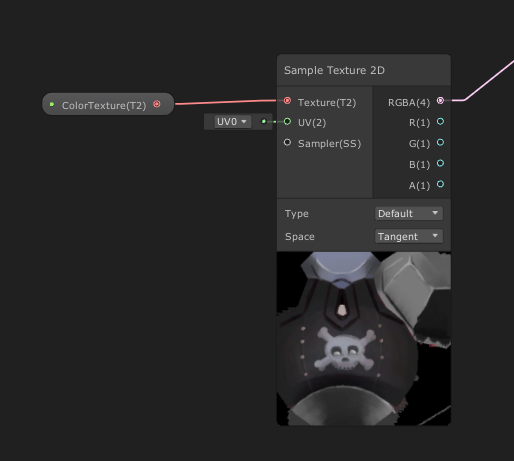 Sample Texture 2D
ColorTexture(T2)
Texture(T2)
RGBA(4)
UV0
UV(2)
R(1)
Sampler(SS)
G(1)
B(1)
A(1)
Type
Default
Space
Tangent